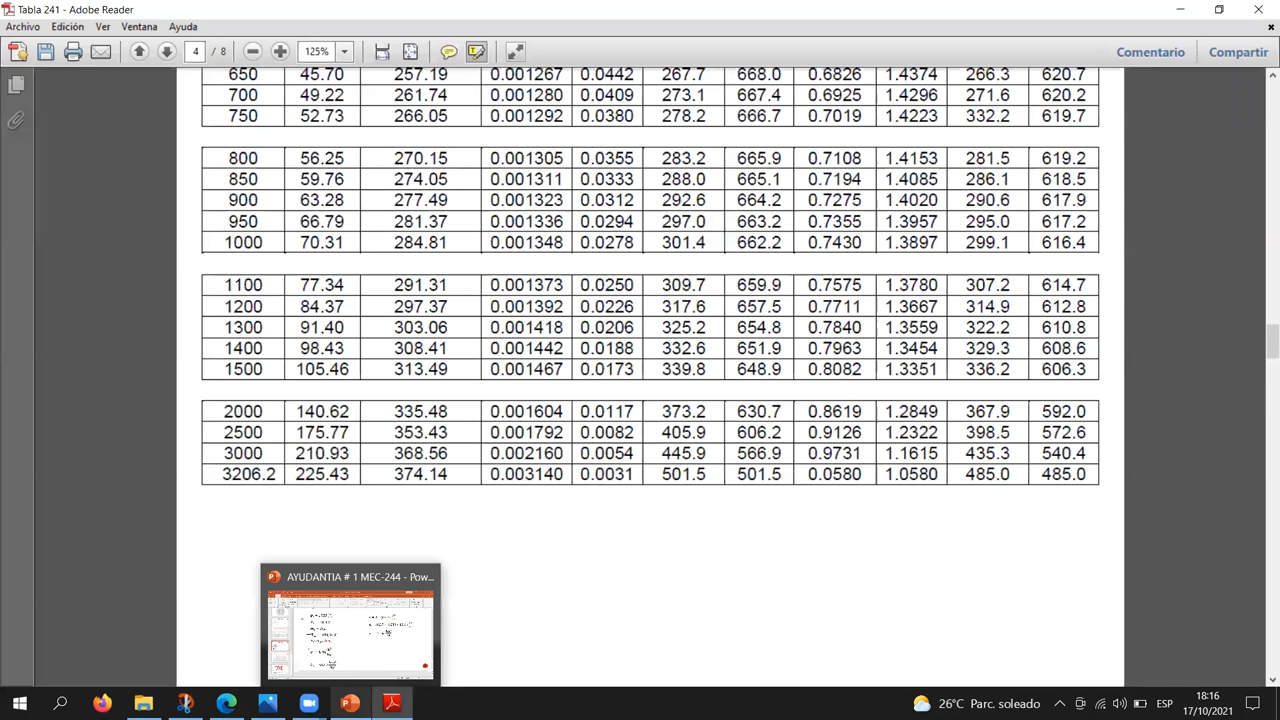 Tabla 241 - Adobe Reader
Archivo Edición Ver Ventana Ayuda
4 / 8 125% Comentario Compartir
650 45.70 257.19 0.001267 0.0442 267.7 668.0 0.6826 1.4374 266.3 620.7
700 49.22 261.74 0.001280 0.0409 273.1 667.4 0.6925 1.4296 271.6 620.2
750 52.73 266.05 0.001292 0.0380 278.2 666.7 0.7019 1.4223 332.2 619.7
800 56.25 270.15 0.001305 0.0355 283.2 665.9 0.7108 1.4153 281.5 619.2
850 59.76 274.05 0.001311 0.0333 288.0 665.1 0.7194 1.4085 286.1 618.5
900 63.28 277.49 0.001323 0.0312 292.6 664.2 0.7275 1.4020 290.6 617.9
950 66.79 281.37 0.001336 0.0294 297.0 663.2 0.7355 1.3957 295.0 617.2
1000 70.31 284.81 0.001348 0.0278 301.4 662.2 0.7430 1.3897 299.1 616.4
1100 77.34 291.31 0.001373 0.0250 309.7 659.9 0.7575 1.3780 307.2 614.7
1200 84.37 297.37 0.001392 0.0226 317.6 657.5 0.7711 1.3667 314.9 612.8
1300 91.40 303.06 0.001418 0.0206 325.2 654.8 0.7840 1.3559 322.2 610.8
1400 98.43 308.41 0.001442 0.0188 332.6 651.9 0.7963 1.3454 329.3 608.6
1500 105.46 313.49 0.001467 0.0173 339.8 648.9 0.8082 1.3351 336.2 606.3
2000 140.62 335.48 0.001604 0.0117 373.2 630.7 0.8619 1.2849 367.9 592.0
2500 175.77 353.43 0.001792 0.0082 405.9 606.2 0.9126 1.2322 398.5 572.6
3000 210.93 368.56 0.002160 0.0054 445.9 566.9 0.9731 1.1615 435.3 540.4
3206.2 225.43 374.14 0.003140 0.0031 501.5 501.5 0.0580 1.0580 485.0 485.0
AYUDANTIA # 1 MEC-244 - Pow...
26°C Parc. soleado ESP
18:16
17/10/2021